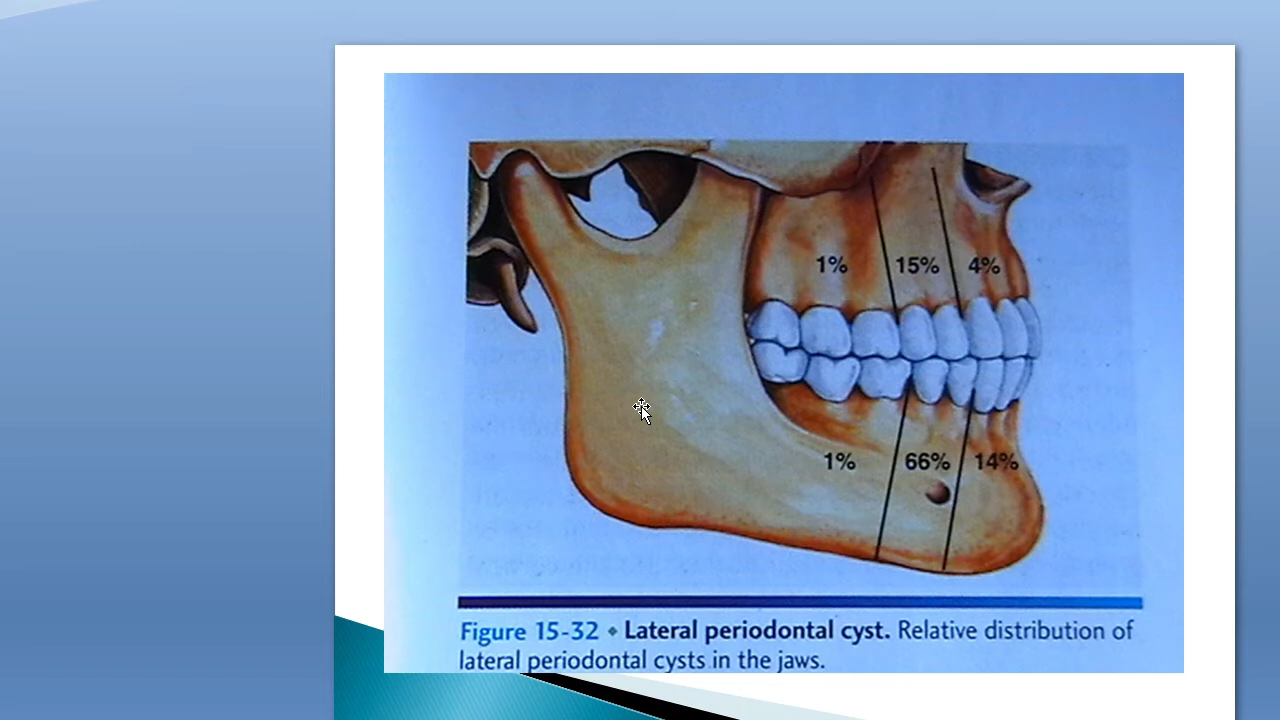 1% 15% 4%
1% 66% 14%
Figure 15-32 • Lateral periodontal cyst. Relative distribution of
lateral periodontal cysts in the jaws.